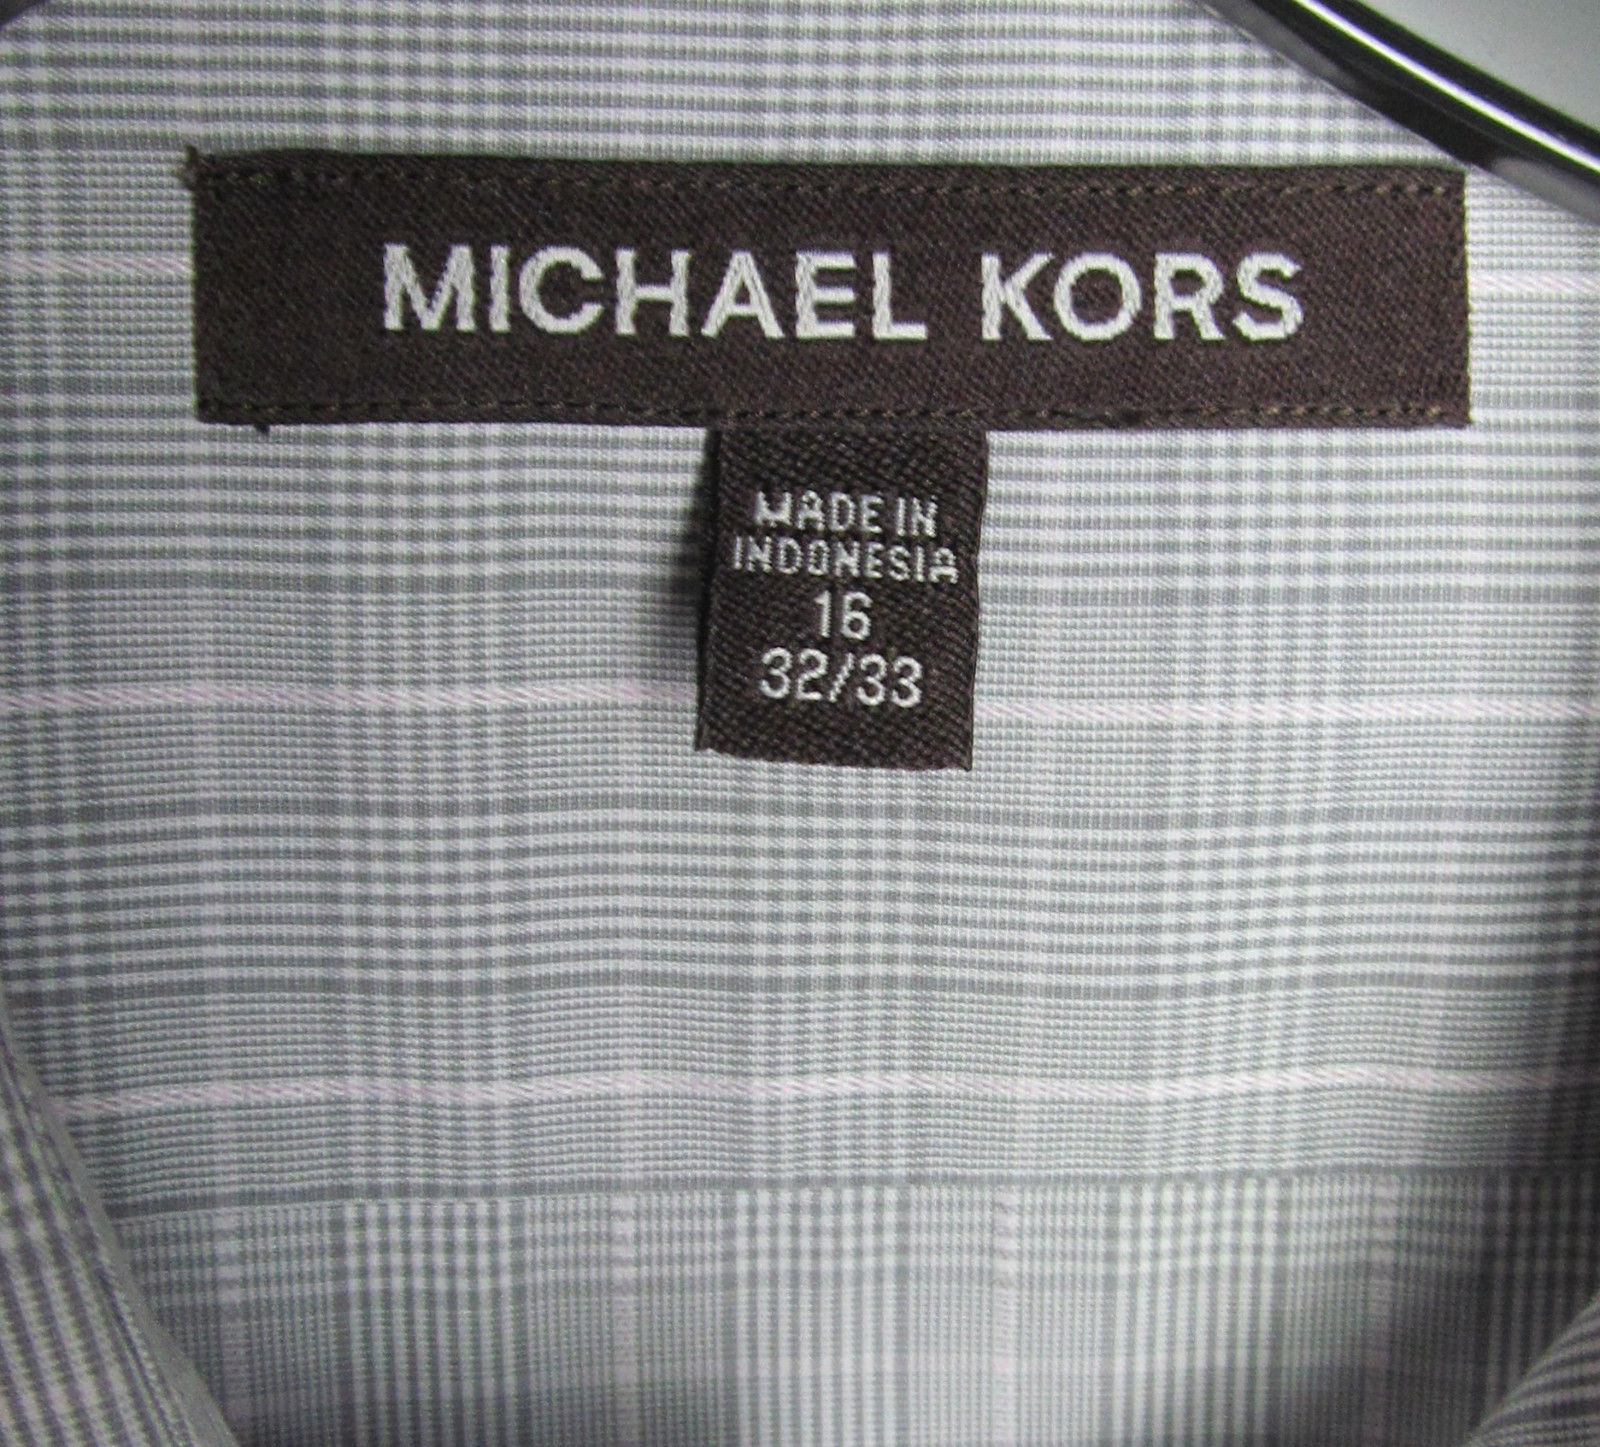 MICHAEL KORS
MADE IN
INDONESIA
16
32/33